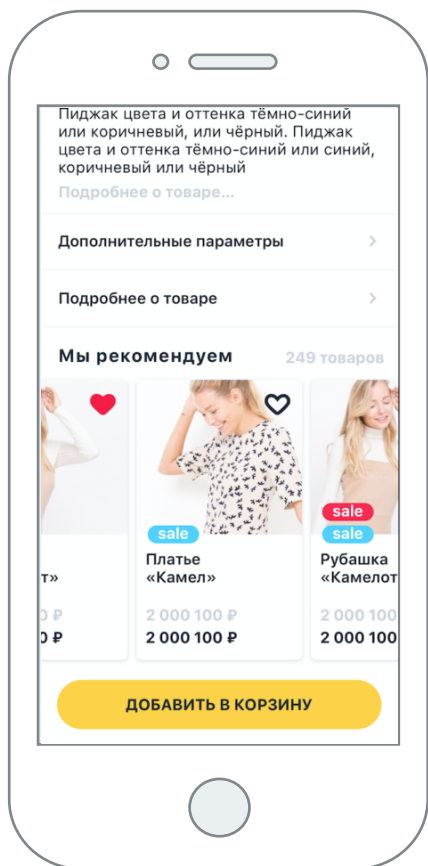 Пиджак цвета и оттенка тёмно-синий
или коричневый, или чёрный. Пиджак
цвета и оттенка тёмно-синий или синий,
коричневый или чёрный
Подробнее о товаре...
Дополнительные параметры
Подробнее о товаре
Мы рекомендуем 249 товаров
sale
sale
sale
Платье
«Камел»
2 000 100 ₽
2 000 100 ₽
т»
0 ₽
0 ₽
Рубашка
«Камелот
2 000 100
2 000 100
ДОБАВИТЬ В КОРЗИНУ